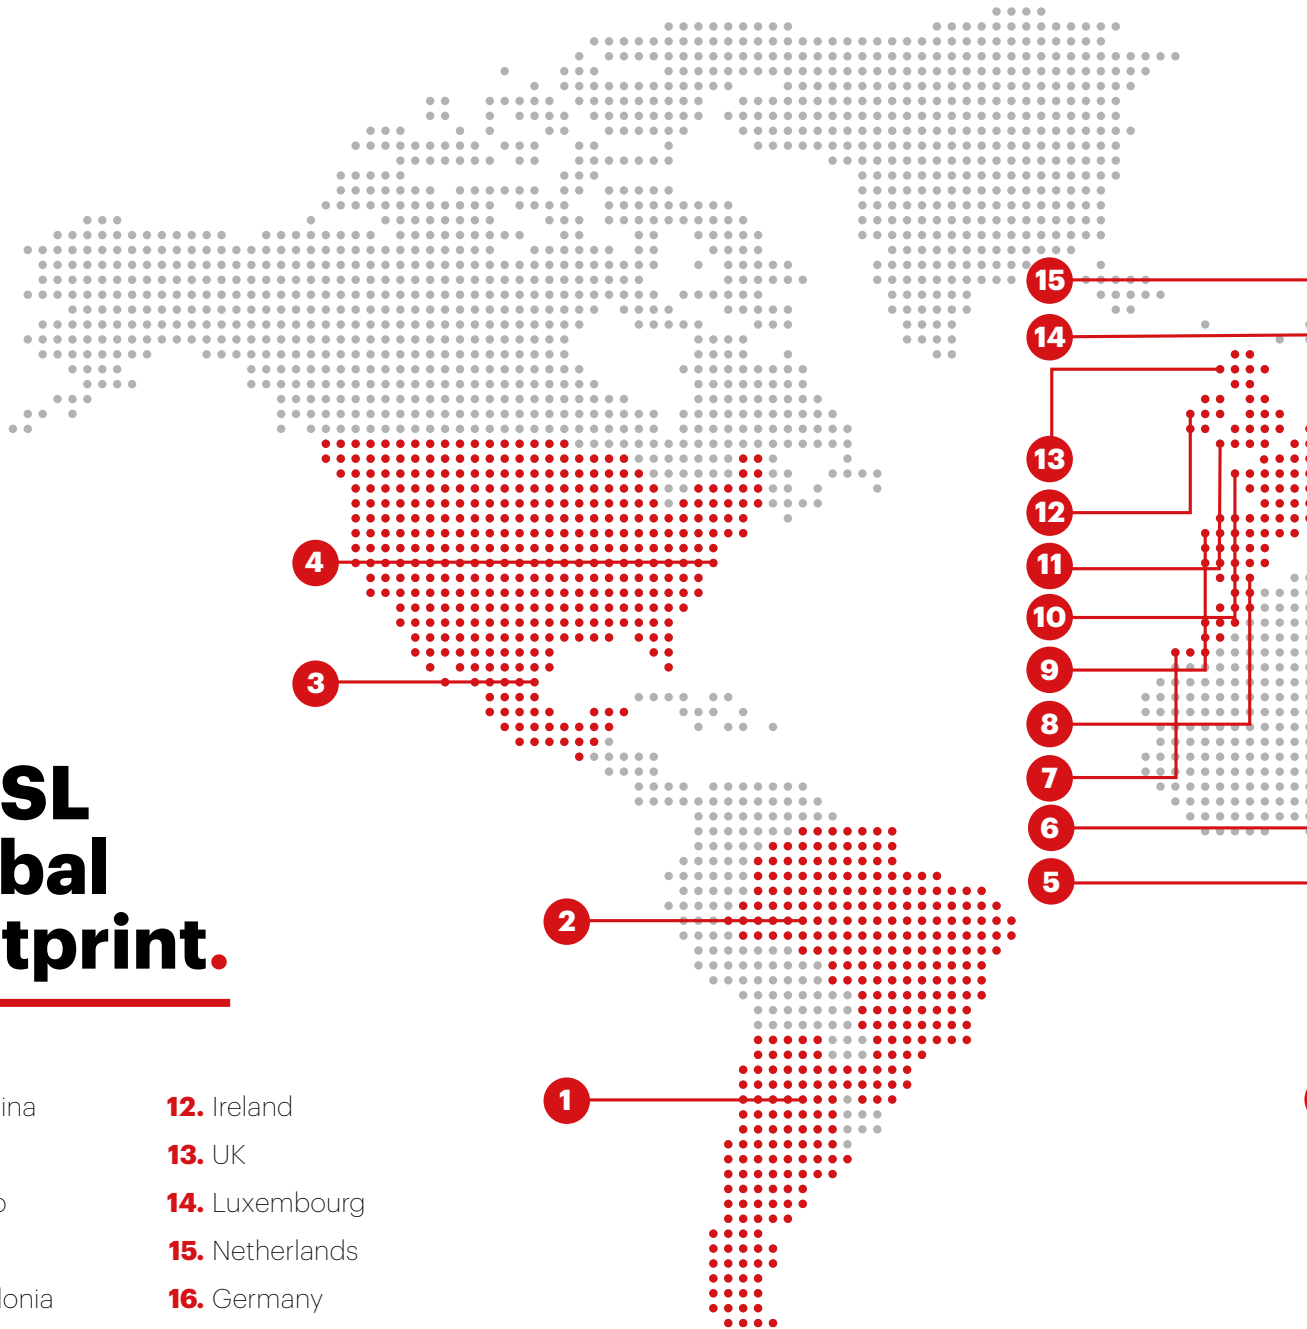 15
14
13
12
11
4
10
9
3
8
7
6
5
2
1
SL
bal
tprint.
ina
12. Ireland
13. UK
o
14. Luxembourg
15. Netherlands
lonia
16. Germany